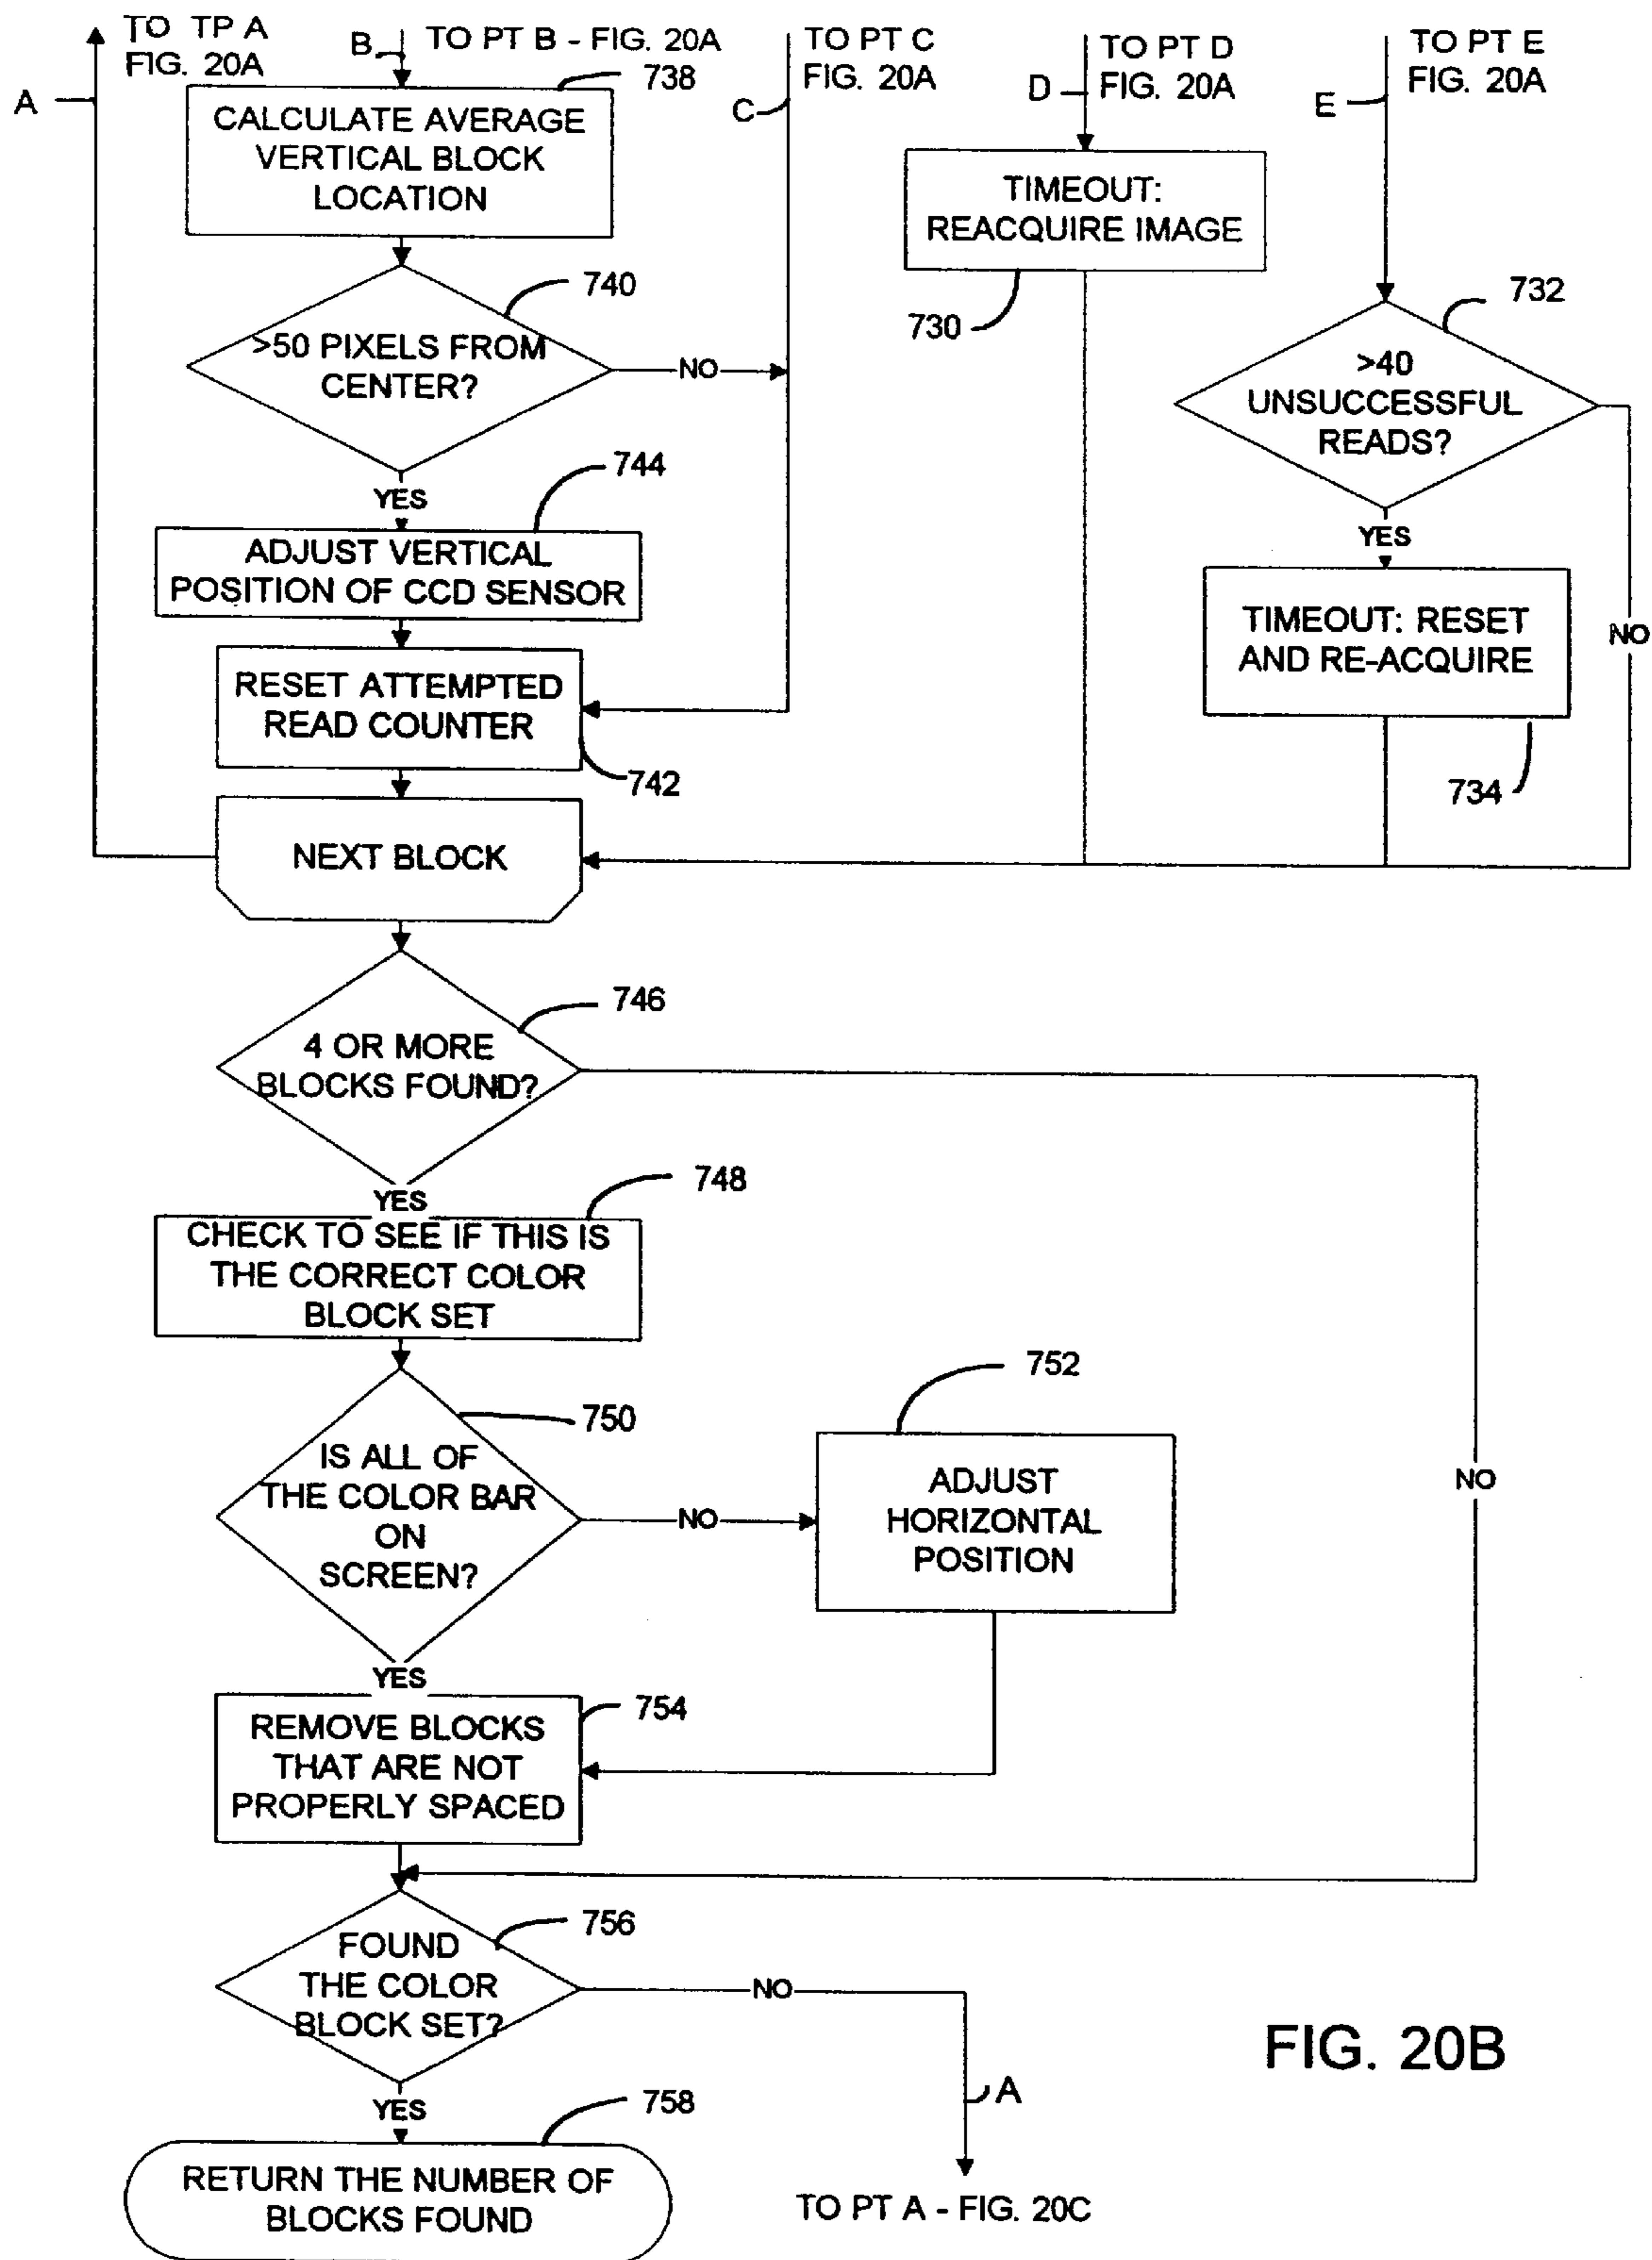 TO TP A
FIG. 20A
B
TO PT B - FIG. 20A
TO PT C
FIG. 20A
TO PT D
FIG. 20A
TO PT E
FIG. 20A
A
C
D
E
738
CALCULATE AVERAGE
VERTICAL BLOCK
LOCATION
TIMEOUT:
REACQUIRE IMAGE
730
740
>50 PIXELS FROM
CENTER?
NO
YES
732
>40
UNSUCCESSFUL
READS?
YES
NO
744
ADJUST VERTICAL
POSITION OF CCD SENSOR
TIMEOUT: RESET
AND RE-ACQUIRE
734
RESET ATTEMPTED
READ COUNTER
742
NEXT BLOCK
746
4 OR MORE
BLOCKS FOUND?
YES
NO
748
CHECK TO SEE IF THIS IS
THE CORRECT COLOR
BLOCK SET
750
IS ALL OF
THE COLOR BAR
ON
SCREEN?
NO
YES
752
ADJUST
HORIZONTAL
POSITION
754
REMOVE BLOCKS
THAT ARE NOT
PROPERLY SPACED
756
FOUND
THE COLOR
BLOCK SET?
NO
YES
A
TO PT A - FIG. 20C
758
RETURN THE NUMBER OF
BLOCKS FOUND
FIG. 20B